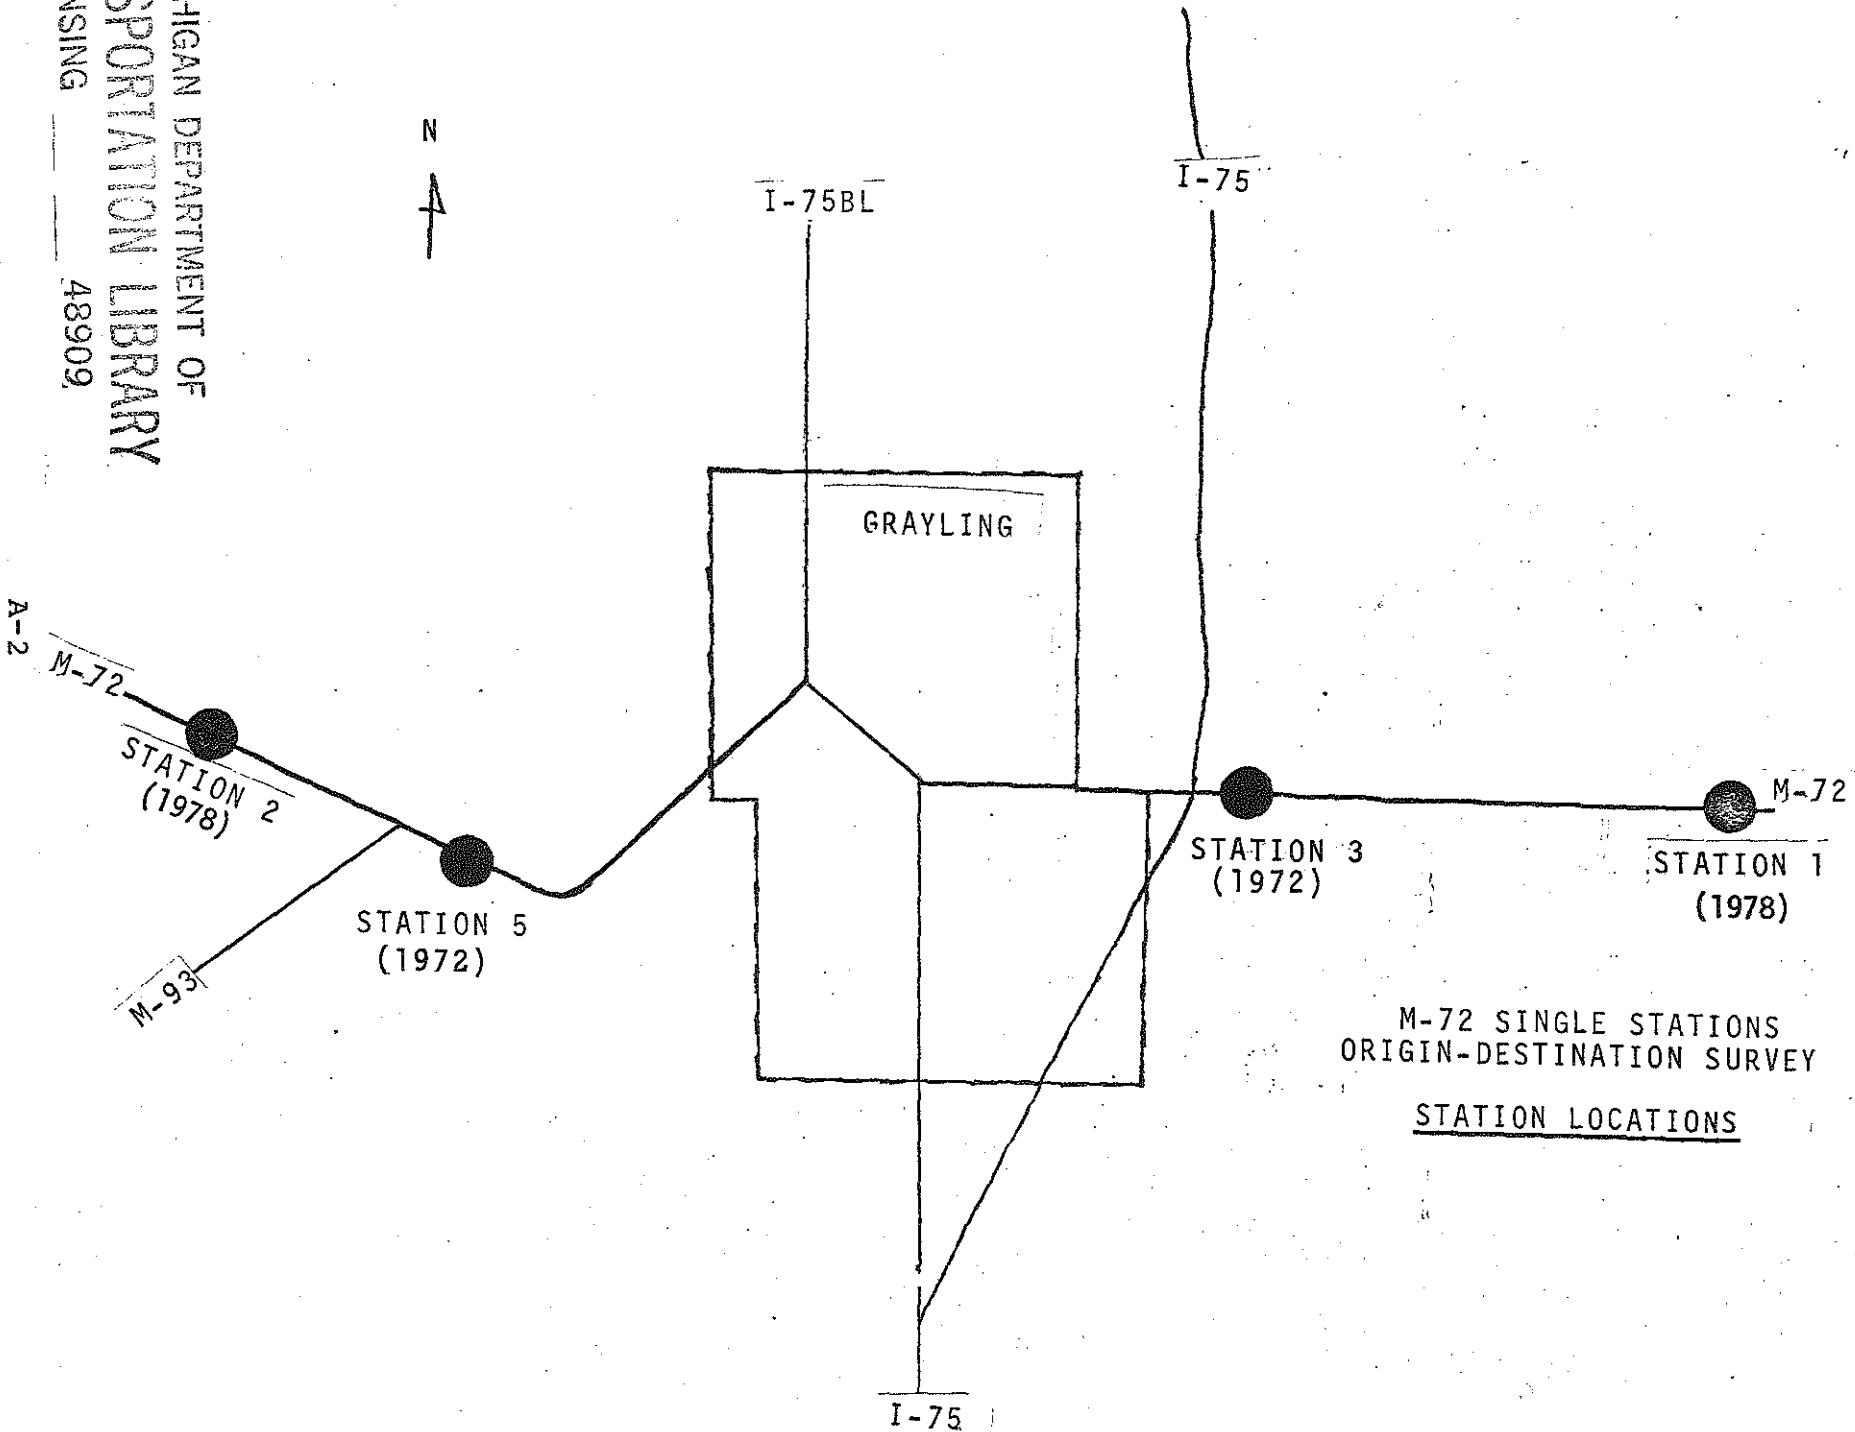 HIGAN DEPARTMENT OF
SPORTATION LIBRARY
NSING 48909
N
I-75BL
I-75
GRAYLING
A-2
M-72
STATION 2
(1978)
STATION 5
(1972)
M-93
STATION 3
(1972)
M-72
STATION 1
(1978)
M-72 SINGLE STATIONS
ORIGIN-DESTINATION SURVEY
STATION LOCATIONS
I-75